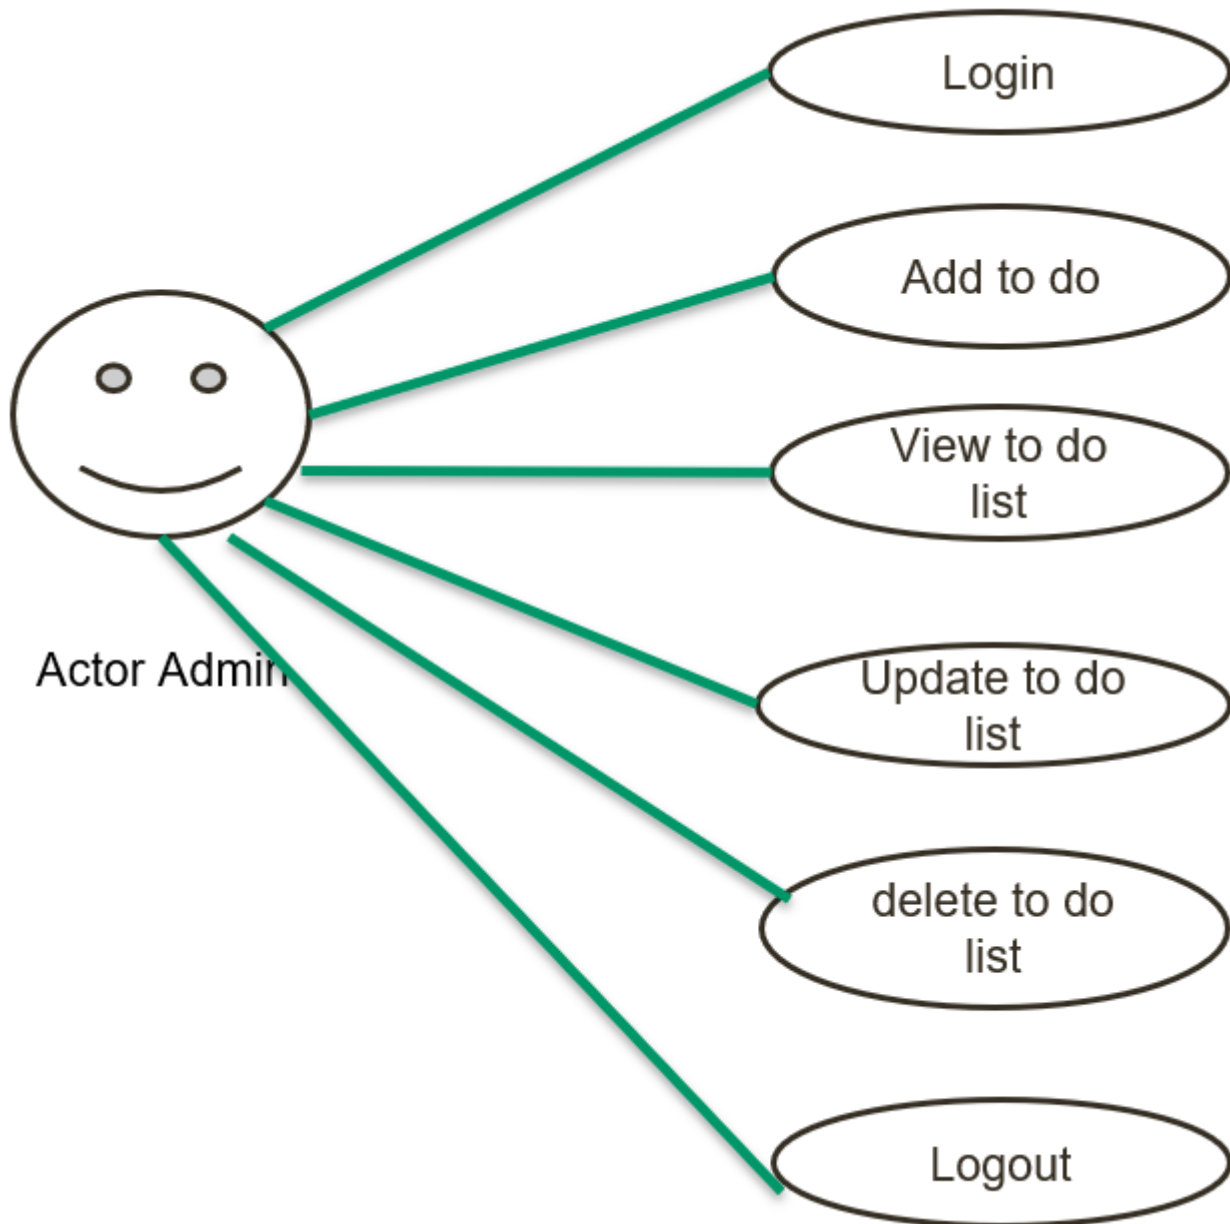 Login
Add to do
View to do
list
Actor Admin
Update to do
list
delete to do
list
Logout